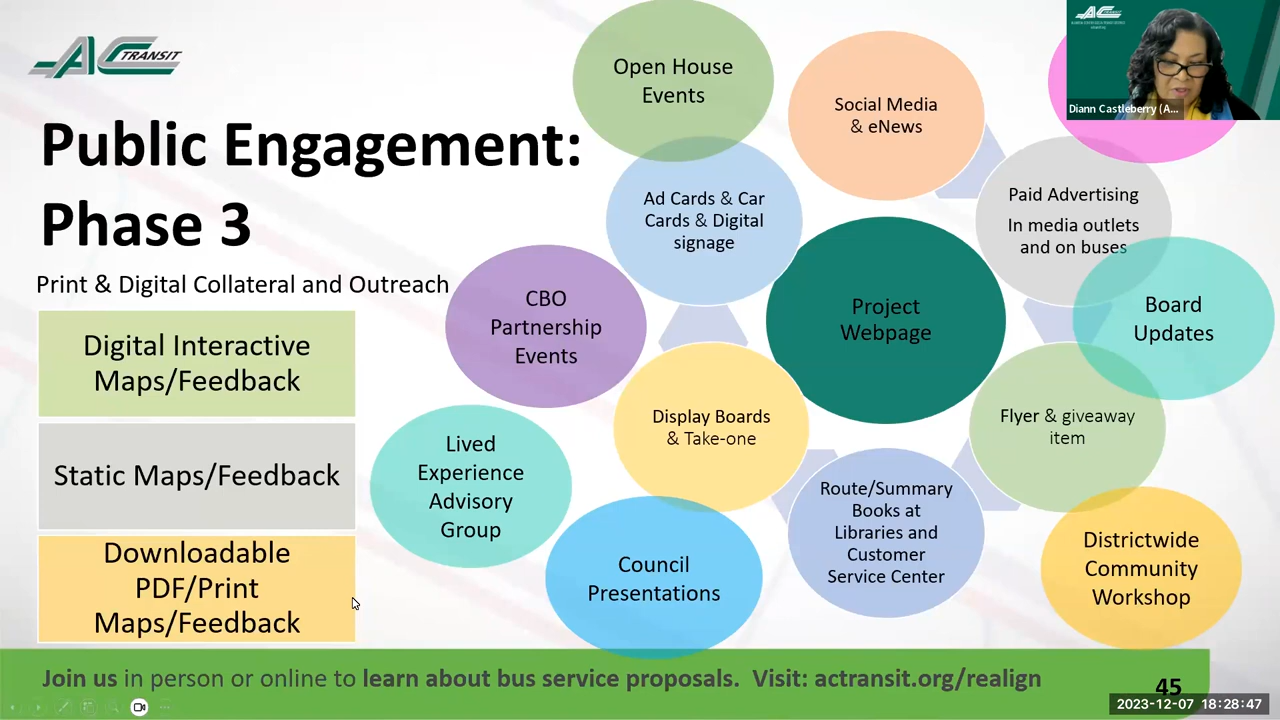 AC TRANSIT
Public Engagement:
Phase 3
Print & Digital Collateral and Outreach
Digital Interactive
Maps/Feedback
Static Maps/Feedback
Downloadable
PDF/Print
Maps/Feedback
Open House
Events
Social Media
& eNews
Ad Cards & Car
Cards & Digital
signage
Paid Advertising
In media outlets
and on buses
CBO
Partnership
Events
Project
Webpage
Board
Updates
Display Boards
& Take-one
Flyer & giveaway
item
Lived
Experience
Advisory
Group
Route/Summary
Books at
Libraries and
Customer
Service Center
Council
Presentations
Districtwide
Community
Workshop
Diann Castleberry (A...
Join us in person or online to learn about bus service proposals. Visit: actransit.org/realign
45
2023-12-07 18:28:47